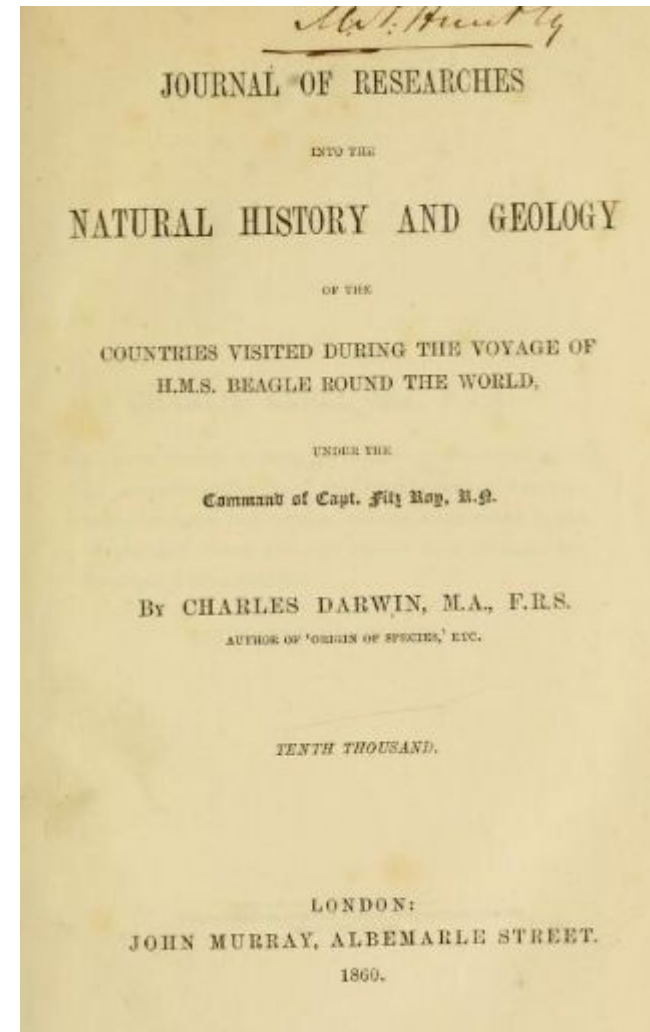 JOURNAL OF RESEARCHES
INTO THE
NATURAL HISTORY AND GEOLOGY
OF THE
COUNTRIES VISITED DURING THE VOYAGE OF
H.M.S. BEAGLE ROUND THE WORLD,
UNDER THE
Command of Capt. Fitz Roy, R.N.
BY CHARLES DARWIN, M.A., F.R.S.
AUTHOR OF ‘ORIGIN OF SPECIES,’ ETC.
TENTH THOUSAND.
LONDON:
JOHN MURRAY, ALBEMARLE STREET.
1860.